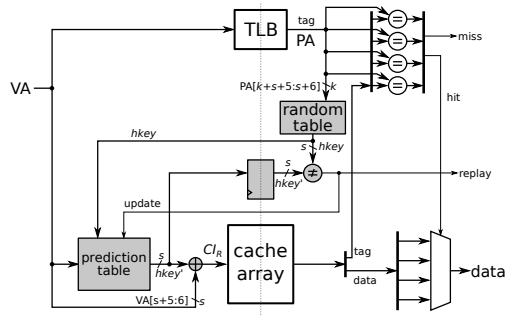 TLB
tag
PA
=
=
=
=
miss
hit
VA
PA[k+s+5:s+6]
k
random
table
hkey
s
hkey
s
hkey'
≠
replay
update
prediction
table
s
hkey'
CI_R
cache
array
tag
data
data
VA[s+5:6]
s